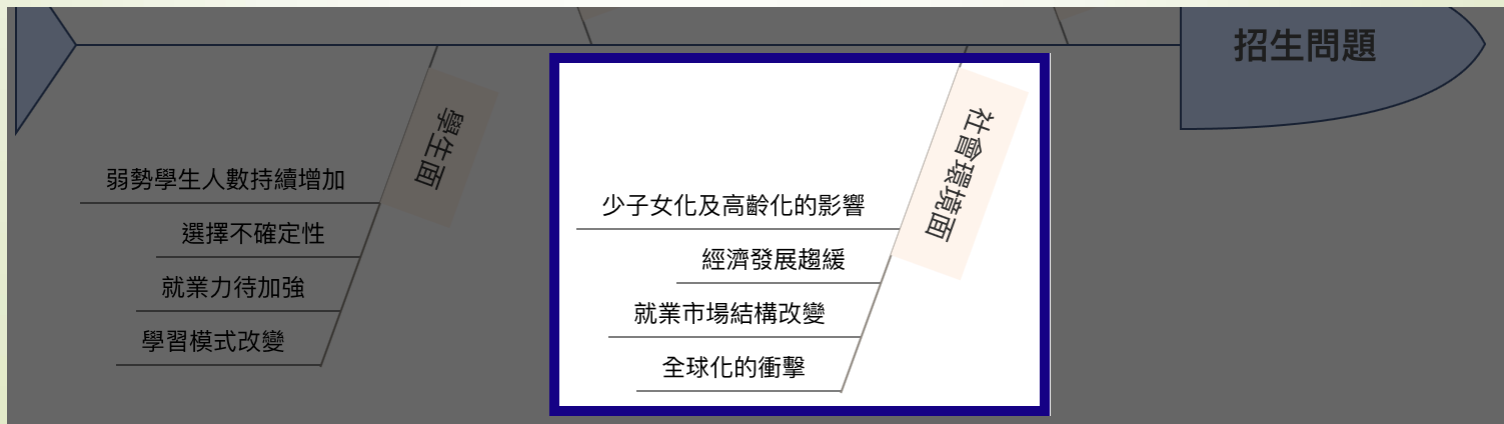 招生問題
學生面
弱勢學生人數持續增加
選擇不確定性
就業力待加強
學習模式改變
社會環境面
少子女化及高齡化的影響
經濟發展趨緩
就業市場結構改變
全球化的衝擊